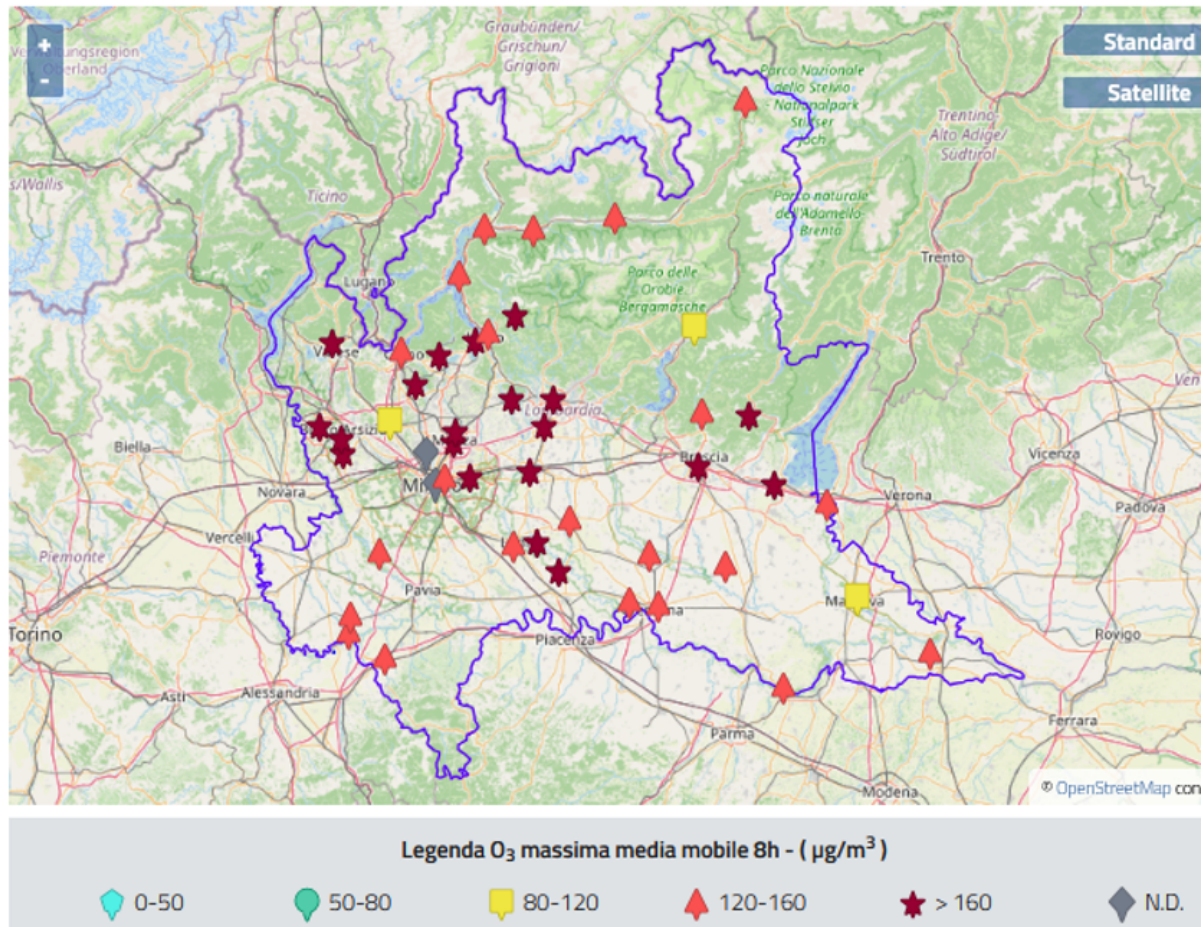 Graubünden/
Grischun/
Grigioni
Standard
Satellite
+
-
Oberland
Parco Nazionale
dello Stelvio
- Nationalpark
Stilfser
Joch
Trentino-
Alto Adige/
Südtirol
s/Wallis
Ticino
Parco naturale
dell'Adamello-
Brenta
Lugano
Trento
Parco delle
Orobie
Bergamasche
Lombardia
Biella
Brescia
Vicenza
Novara
Verona
Padova
Vercelli
Piemonte
Pavia
Torino
Piacenza
Rovigo
Asti
Alessandria
Ferrara
Parma
Modena
© OpenStreetMap con
Legenda O₃ massima media mobile 8h - ( µg/m³ )
0-50 50-80 80-120 120-160 > 160 N.D.